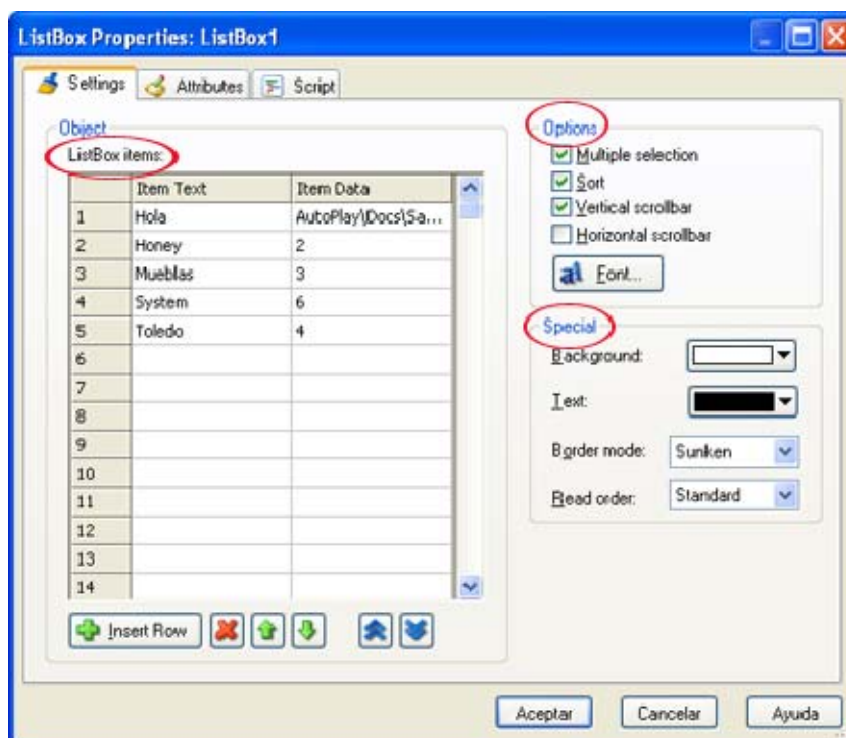 ListBox Properties: ListBox1
Settings Attributes Script
Object
ListBox items:
Item Text Item Data
1 Hola AutoPlay\Docs\Sa...
2 Honey 2
3 Mueblas 3
4 System 6
5 Toledo 4
6
7
8
9
10
11
12
13
14
Insert Row
Options
Multiple selection
Sort
Vertical scrollbar
Horizontal scrollbar
a Font...
Special
Background:
Text:
Border mode: Sunken
Read order: Standard
Aceptar Cancelar Ayuda